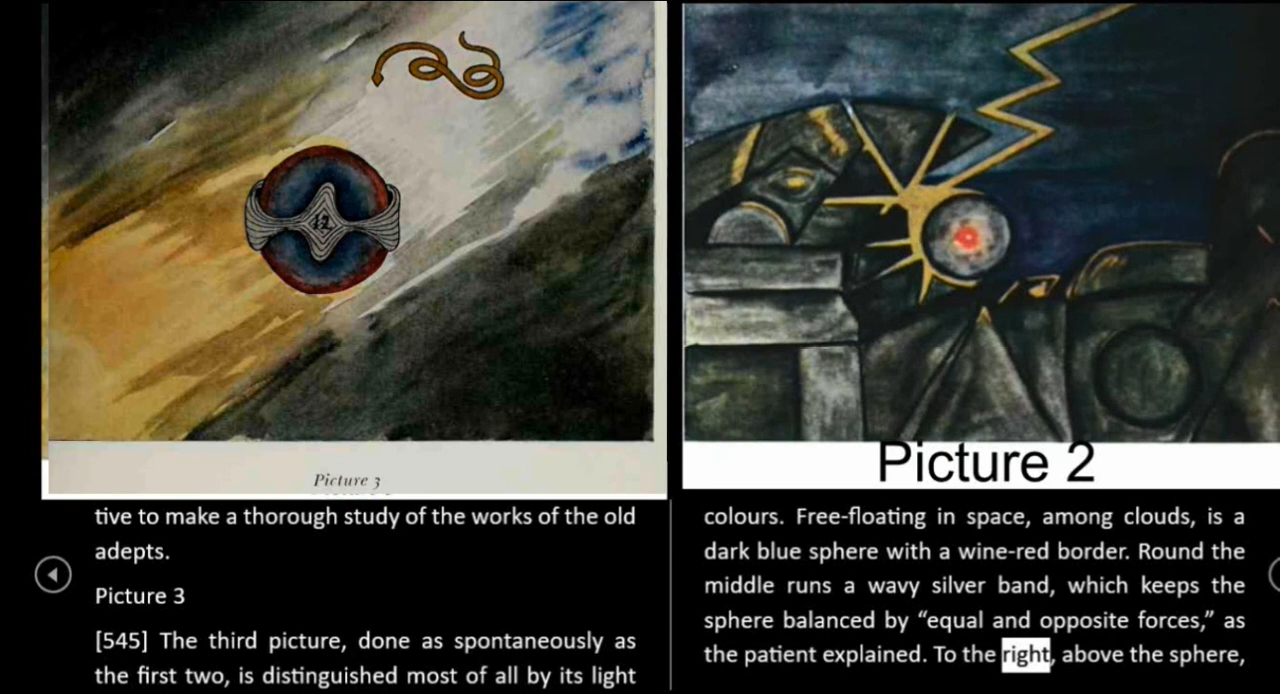 12
Picture 3
Picture 2
tive to make a thorough study of the works of the old
adepts.
Picture 3
[545] The third picture, done as spontaneously as
the first two, is distinguished most of all by its light
colours. Free-floating in space, among clouds, is a
dark blue sphere with a wine-red border. Round the
middle runs a wavy silver band, which keeps the
sphere balanced by “equal and opposite forces,” as
the patient explained. To the right, above the sphere,